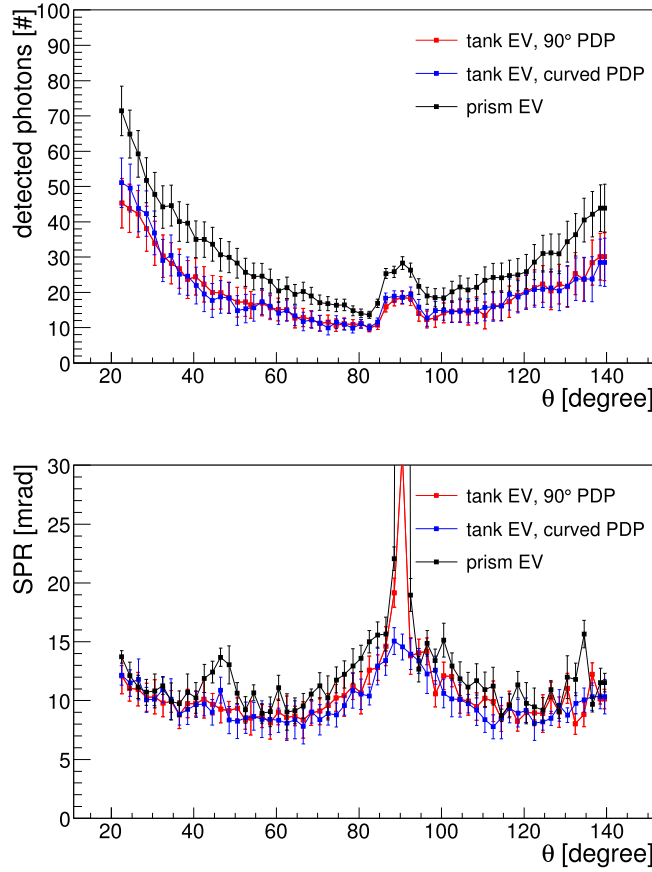 detected photons [#]
100
90
80
70
60
50
40
30
20
10
0
tank EV, 90° PDP
tank EV, curved PDP
prism EV
20 40 60 80 100 120 140
θ [degree]
SPR [mrad]
30
25
20
15
10
5
0
tank EV, 90° PDP
tank EV, curved PDP
prism EV
20 40 60 80 100 120 140
θ [degree]